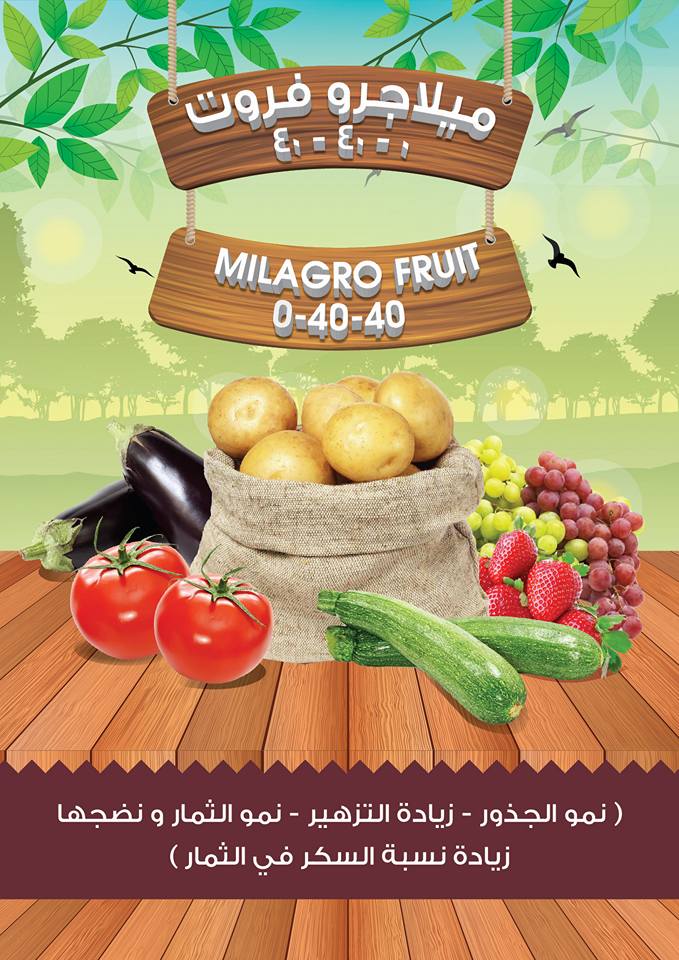 ميلاجرو فروت
٠-٤٠-٤٠
MILAGRO FRUIT
0-40-40
( نمو الجذور - زيادة التزهير - نمو الثمار و نضجها
زيادة نسبة السكر في الثمار )